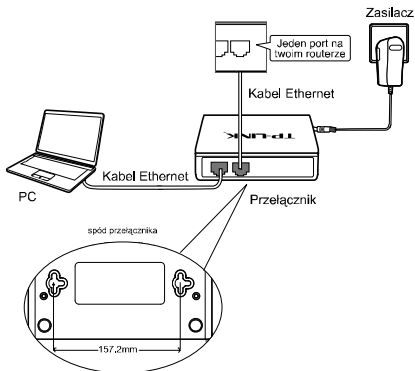 Zasilacz
Jeden port na
twoim routerze
Kabel Ethernet
TP-LINK
Kabel Ethernet
PC
Przełącznik
spód przełącznika
157,2mm